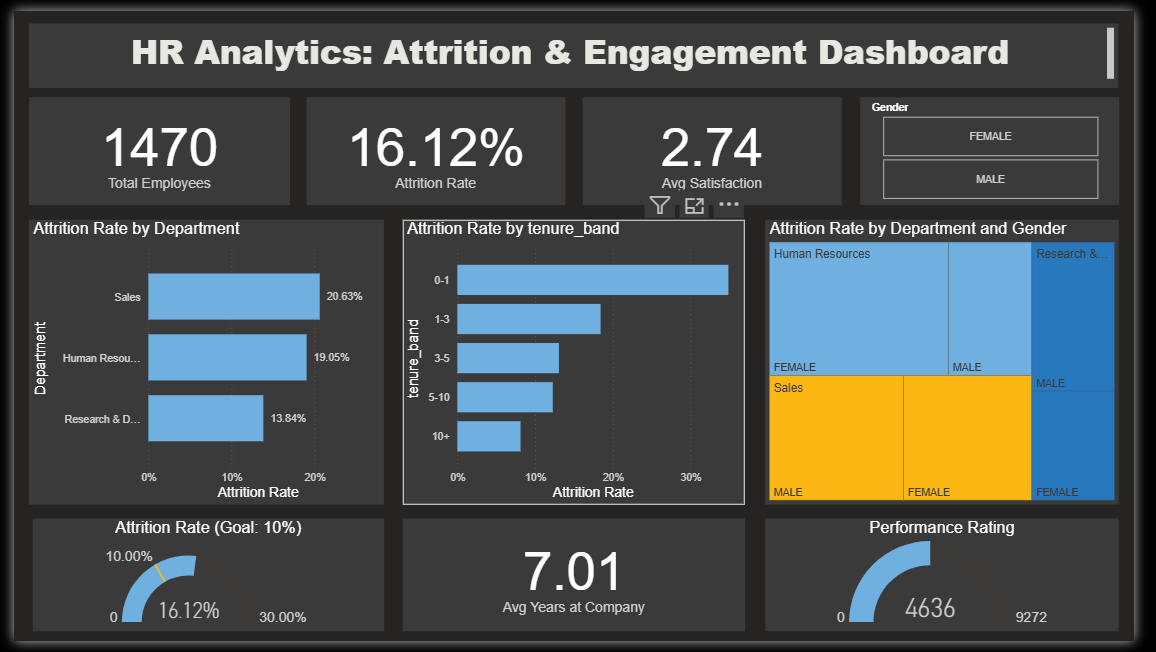 HR Analytics: Attrition & Engagement Dashboard
1470
Total Employees
16.12%
Attrition Rate
2.74
Avg Satisfaction
Gender
FEMALE
MALE
Attrition Rate by Department
Department
Sales
20.63%
Human Resou...
19.05%
Research & D...
13.84%
0% 10% 20%
Attrition Rate
Attrition Rate by tenure_band
tenure_band
0-1
1-3
3-5
5-10
10+
0% 10% 20% 30%
Attrition Rate
Attrition Rate by Department and Gender
Human Resources
FEMALE
MALE
Research &...
MALE
FEMALE
Sales
MALE
FEMALE
Attrition Rate (Goal: 10%)
10.00%
0
16.12%
30.00%
7.01
Avg Years at Company
Performance Rating
0
4636
9272